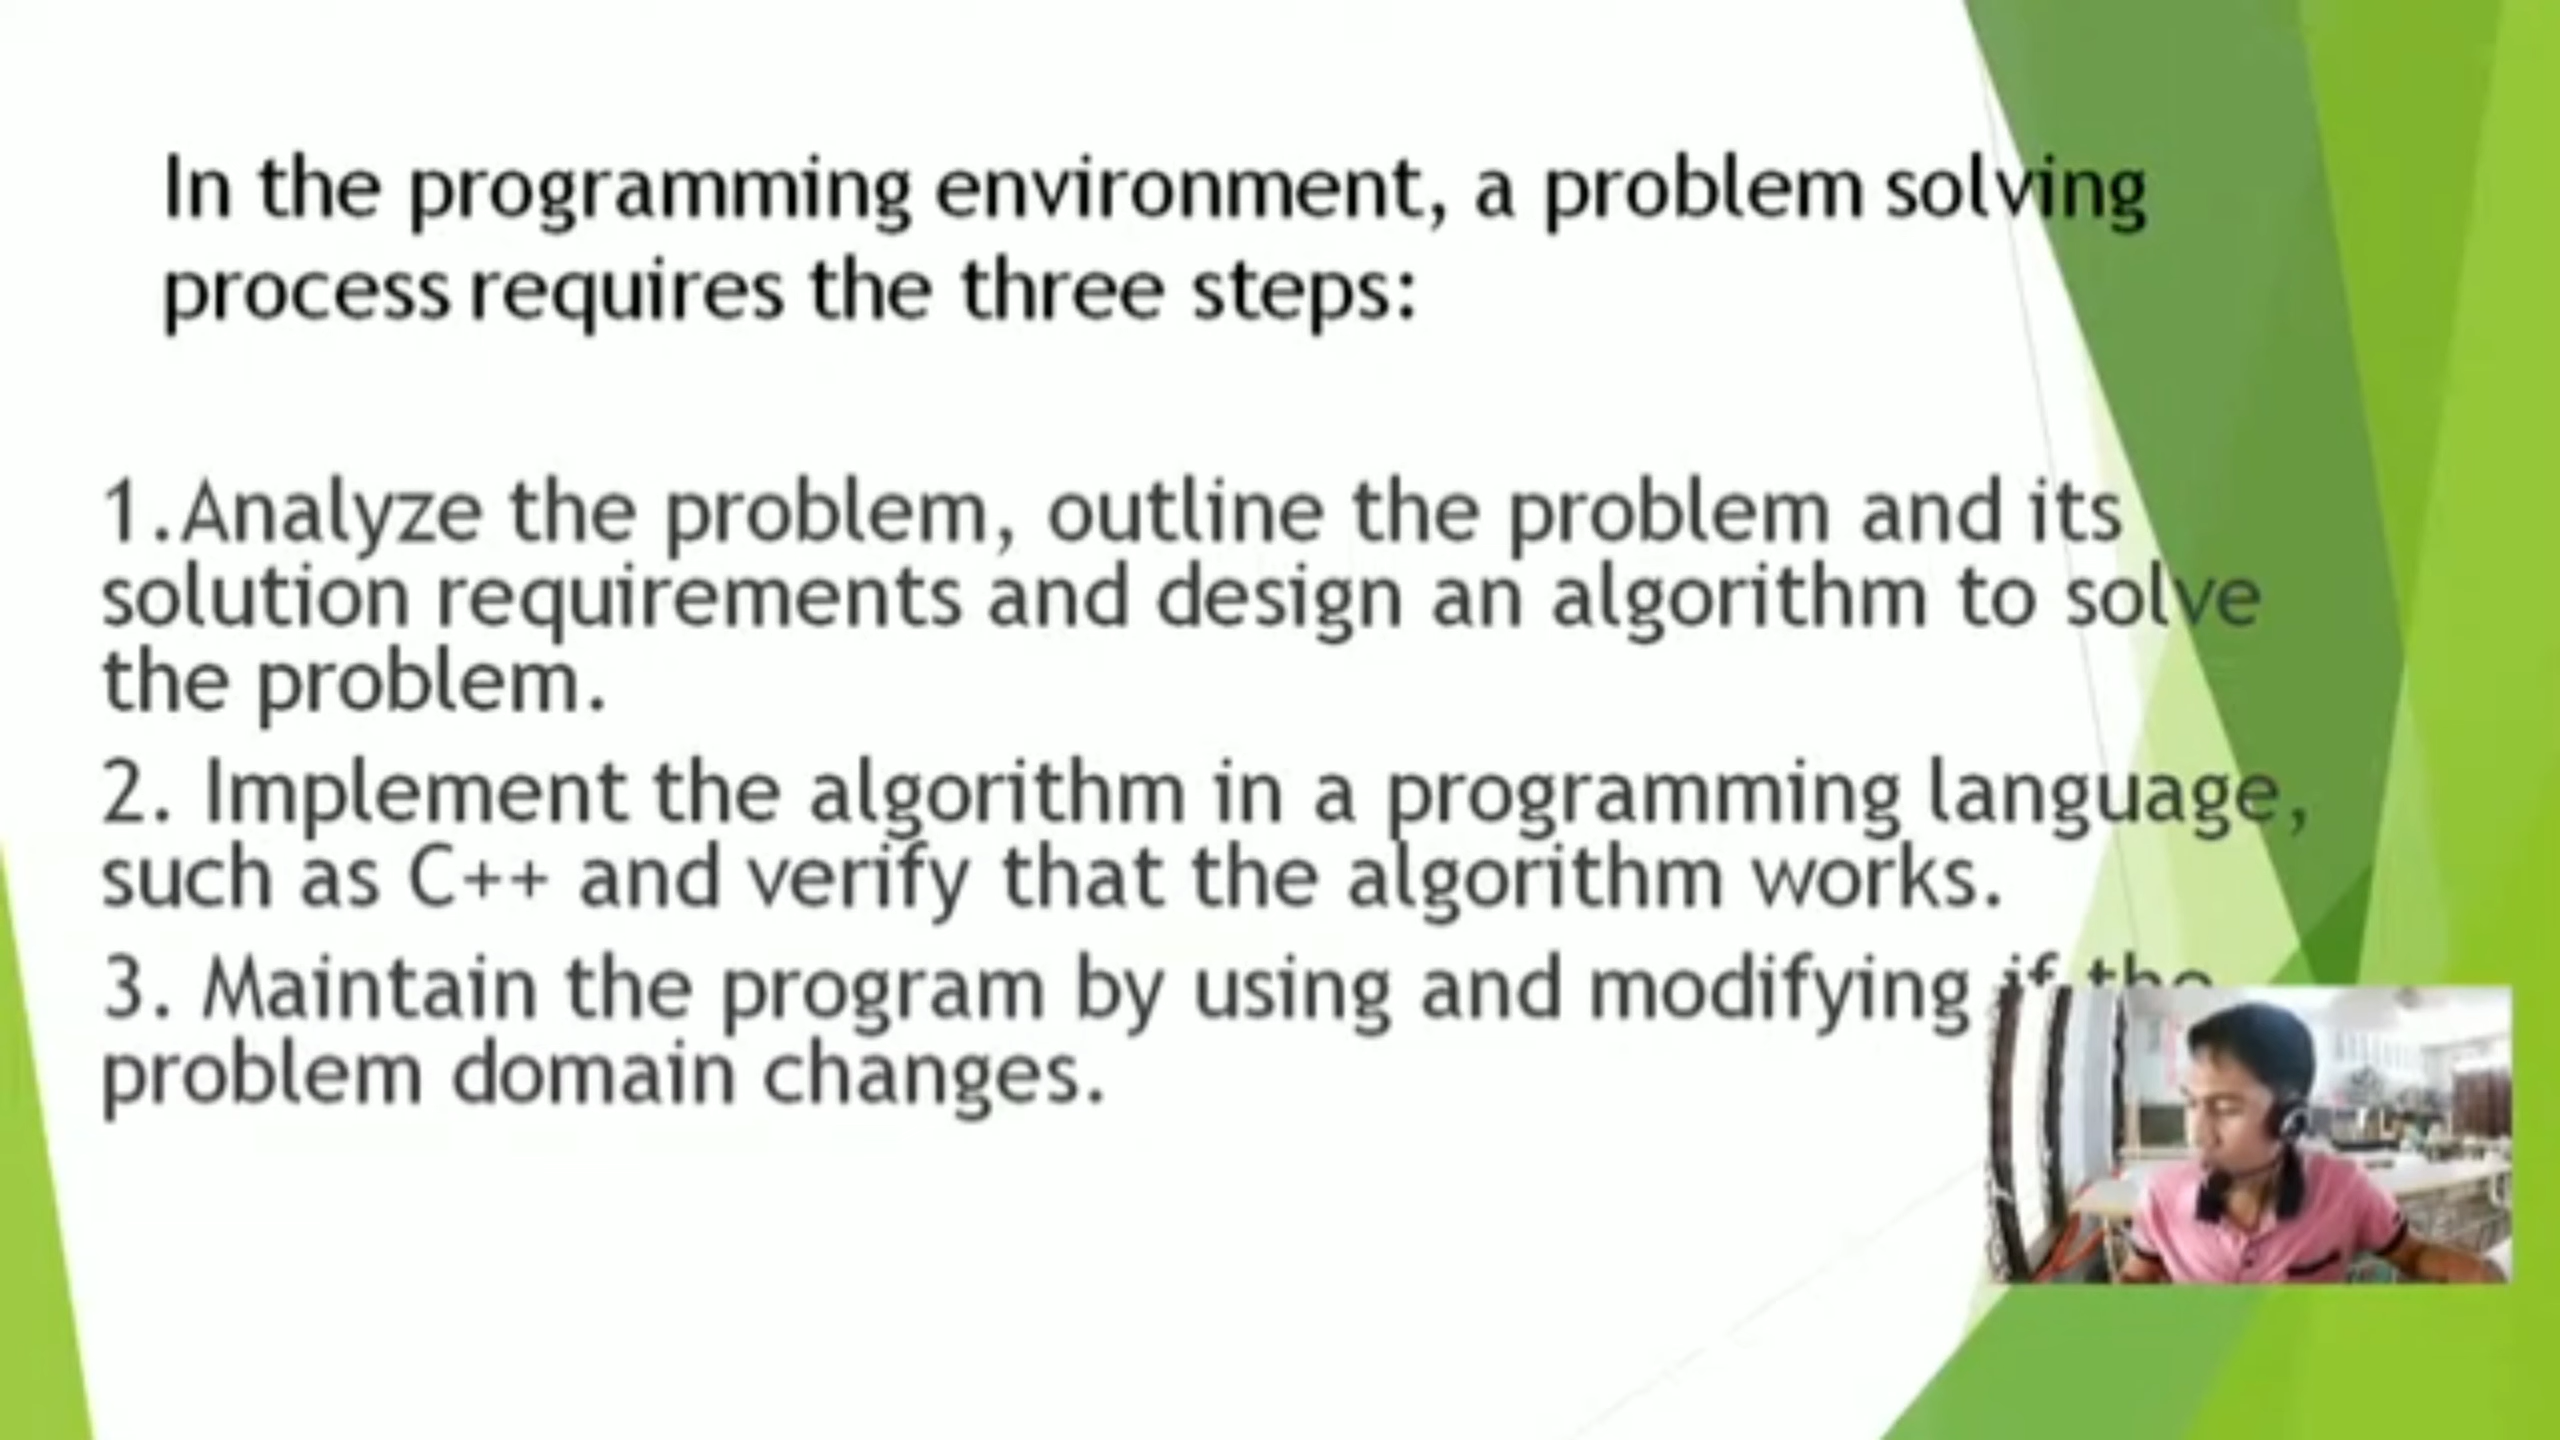 In the programming environment, a problem solving
process requires the three steps:
1.Analyze the problem, outline the problem and its
solution requirements and design an algorithm to solve
the problem.
2. Implement the algorithm in a programming language,
such as C++ and verify that the algorithm works.
3. Maintain the program by using and modifying if the
problem domain changes.